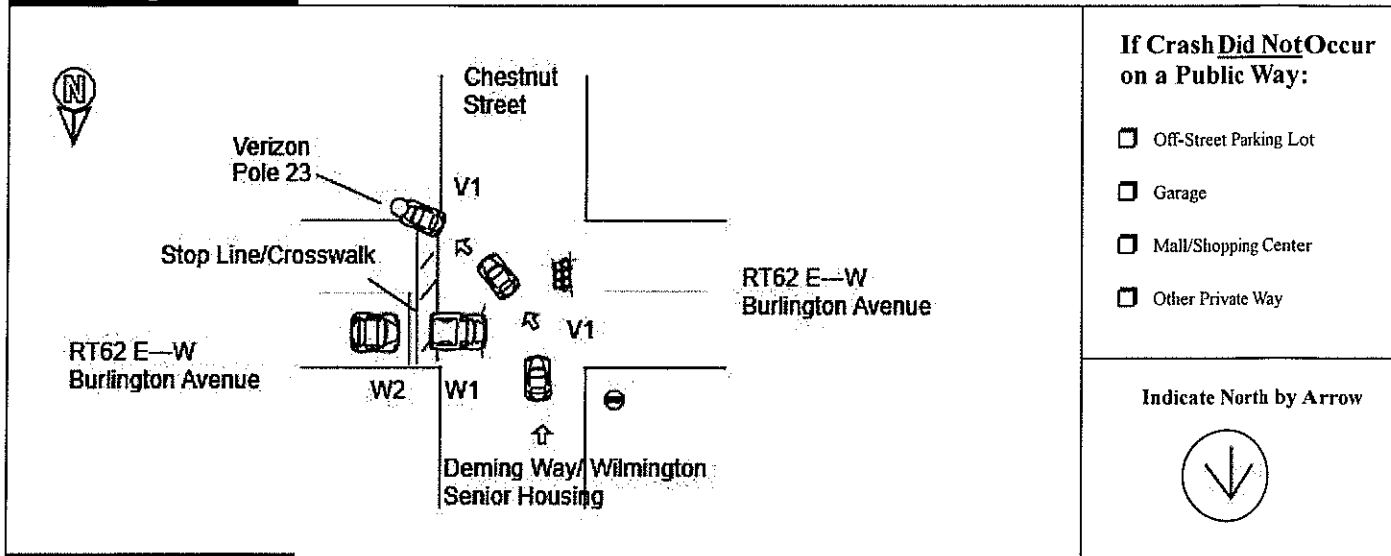 N
Chestnut
Street
Verizon
Pole 23
V1
Stop Line/Crosswalk
RT62 E—W
Burlington Avenue
V1
RT62 E—W
Burlington Avenue
W2
W1
Deming Way/ Wilmington
Senior Housing
If Crash Did Not Occur
on a Public Way:
Off-Street Parking Lot
Garage
Mall/Shopping Center
Other Private Way
Indicate North by Arrow